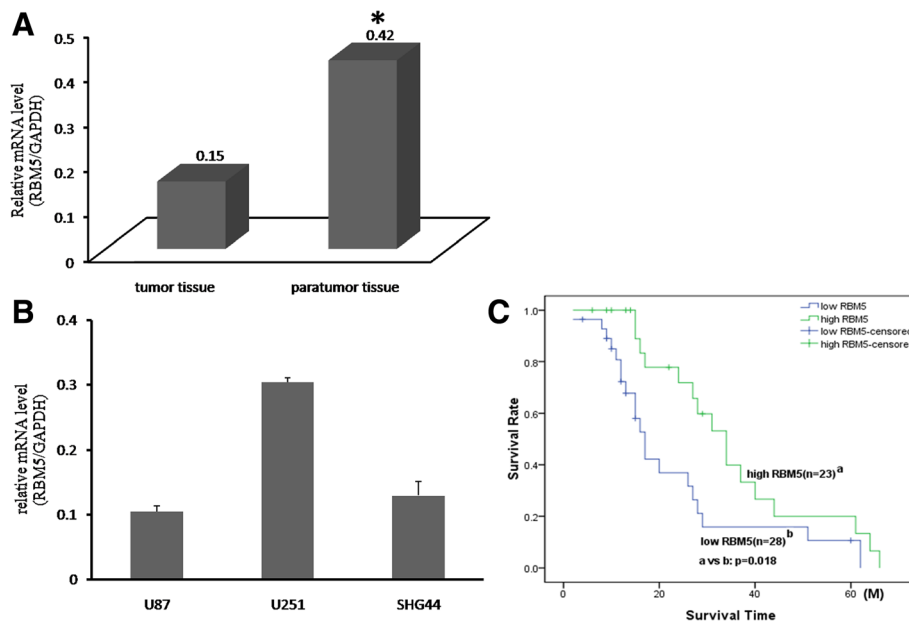 A
*
0.5
0.42
0.4
0.3
0.15
0.2
0.1
0
Relative mRNA level
(RBM5/GAPDH)
tumor tissue
paratumor tissue
B
0.4
0.3
0.2
0.1
0
relative mRNA level
(RBM5/GAPDH)
U87
U251
SHG44
C
low RBM5
high RBM5
low RBM5-censored
high RBM5-censored
1.0
0.8
0.6
0.4
0.2
0.0
Survival Rate
high RBM5(n=23)a
low RBM5(n=28)b
a vs b: p=0.018
0
20
40
60
(M)
Survival Time